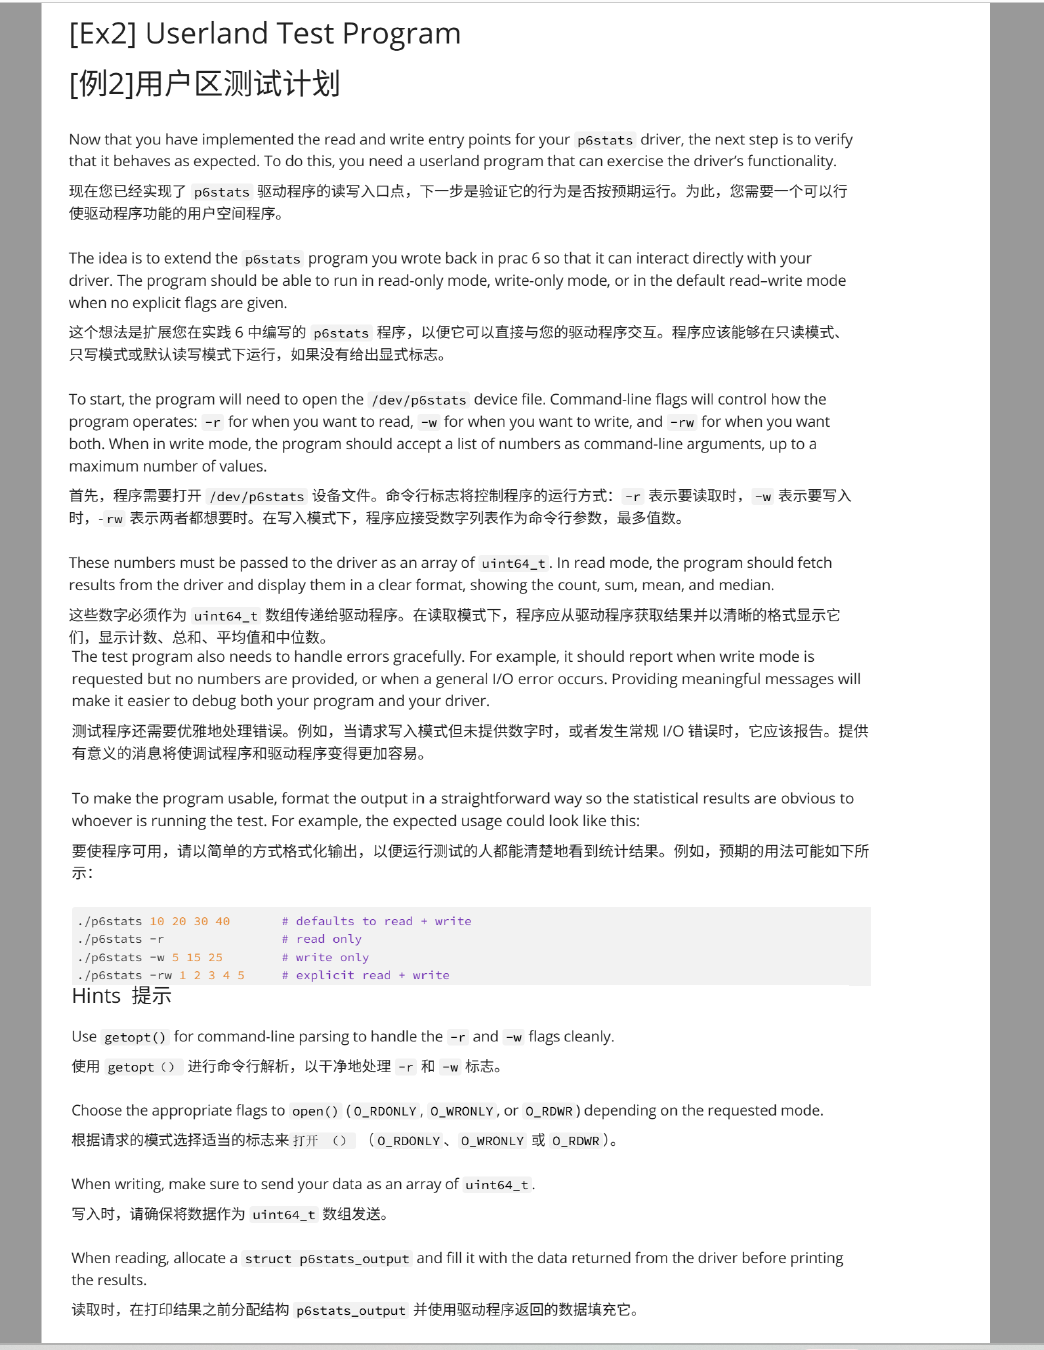 [Ex2] Userland Test Program
[例2]用户区测试计划
Now that you have implemented the read and write entry points for your p6stats driver, the next step is to verify
that it behaves as expected. To do this, you need a userland program that can exercise the driver's functionality.
现在您已经实现了 p6stats 驱动程序的读写入口点，下一步是验证它的行为是否按预期运行。为此，您需要一个可以行
使驱动程序功能的用户空间程序。
The idea is to extend the p6stats program you wrote back in prac 6 so that it can interact directly with your
driver. The program should be able to run in read-only mode, write-only mode, or in the default read–write mode
when no explicit flags are given.
这个想法是扩展您在实践 6 中编写的 p6stats 程序，以便它可以直接与您的驱动程序交互。程序应该能够在只读模式、
只写模式或默认读写模式下运行，如果没有给出显式标志。
To start, the program will need to open the /dev/p6stats device file. Command-line flags will control how the
program operates: -r for when you want to read, -w for when you want to write, and -rw for when you want
both. When in write mode, the program should accept a list of numbers as command-line arguments, up to a
maximum number of values.
首先，程序需要打开 /dev/p6stats 设备文件。命令行标志将控制程序的运行方式：-r 表示要读取时，-w 表示要写入
时，-rw 表示两者都想要时。在写入模式下，程序应接受数字列表作为命令行参数，最多值数。
These numbers must be passed to the driver as an array of uint64_t. In read mode, the program should fetch
results from the driver and display them in a clear format, showing the count, sum, mean, and median.
这些数字必须作为 uint64_t 数组传递给驱动程序。在读取模式下，程序应从驱动程序获取结果并以清晰的格式显示它
们，显示计数、总和、平均值和中位数。
The test program also needs to handle errors gracefully. For example, it should report when write mode is
requested but no numbers are provided, or when a general I/O error occurs. Providing meaningful messages will
make it easier to debug both your program and your driver.
测试程序还需要优雅地处理错误。例如，当请求写入模式但未提供数字时，或者发生常规 I/O 错误时，它应该报告。提供
有意义的消息将使调试程序和驱动程序变得更加容易。
To make the program usable, format the output in a straightforward way so the statistical results are obvious to
whoever is running the test. For example, the expected usage could look like this:
要使程序可用，请以简单的方式格式化输出，以便运行测试的人都能清楚地看到统计结果。例如，预期的用法可能如下所
示：
./p6stats 10 20 30 40 # defaults to read + write
./p6stats -r # read only
./p6stats -w 5 15 25 # write only
./p6stats -rw 1 2 3 4 5 # explicit read + write
Hints 提示
Use getopt() for command-line parsing to handle the -r and -w flags cleanly.
使用 getopt（） 进行命令行解析，以干净地处理 -r 和 -w 标志。
Choose the appropriate flags to open() (O_RDONLY, O_WRONLY, or O_RDWR) depending on the requested mode.
根据请求的模式选择适当的标志来打开 （） （O_RDONLY、O_WRONLY 或 O_RDWR）。
When writing, make sure to send your data as an array of uint64_t.
写入时，请确保将数据作为 uint64_t 数组发送。
When reading, allocate a struct p6stats_output and fill it with the data returned from the driver before printing
the results.
读取时，在打印结果之前分配结构 p6stats_output 并使用驱动程序返回的数据填充它。